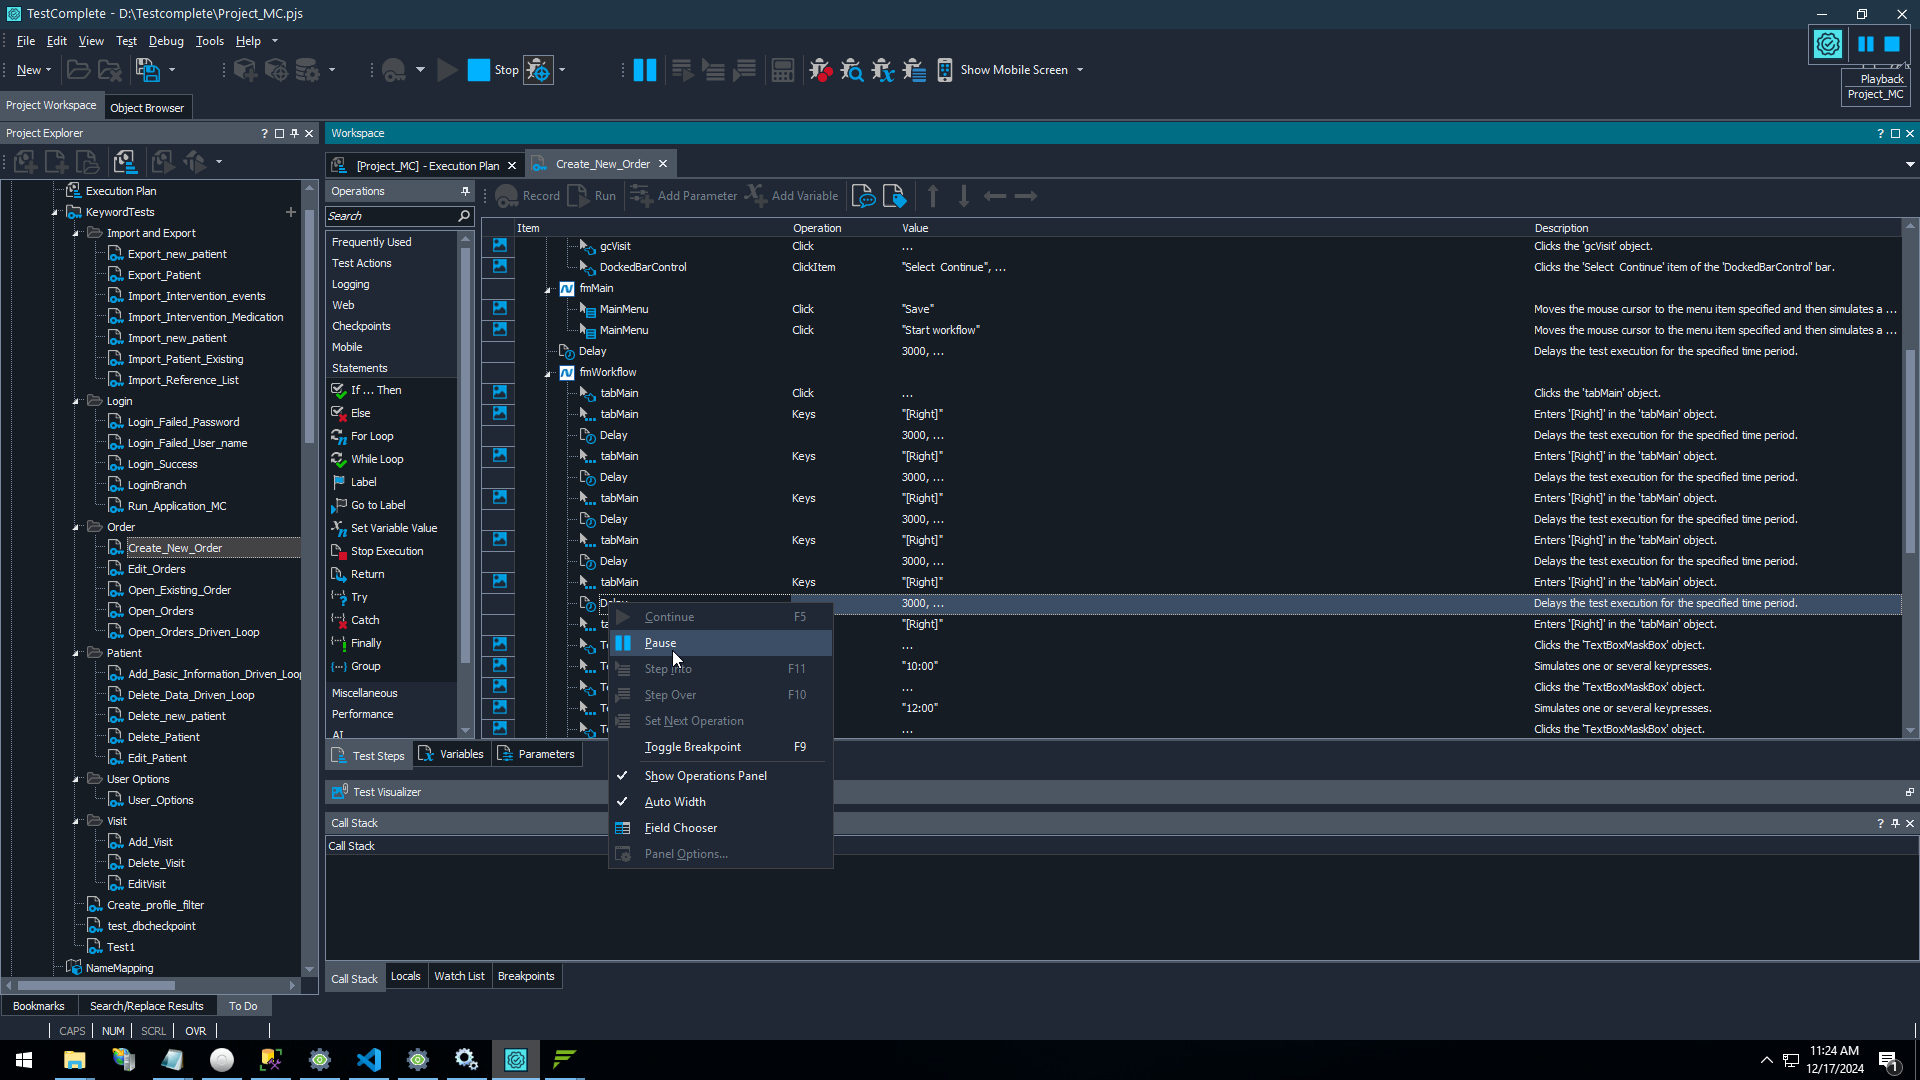 TestComplete - D:\Testcomplete\Project_MC.pjs
File Edit View Test Debug Tools Help
New
Stop
Show Mobile Screen
Playback
Project_MC
Project Workspace
Object Browser
Project Explorer
? 
Workspace
?
[Project_MC] - Execution Plan
Create_New_Order
Operations
Search
Record
Run
Add Parameter
Add Variable
Execution Plan
KeywordTests
Import and Export
Export_new_patient
Export_Patient
Import_Intervention_events
Import_Intervention_Medication
Import_new_patient
Import_Patient_Existing
Import_Reference_List
Login
Login_Failed_Password
Login_Failed_User_name
Login_Success
LoginBranch
Run_Application_MC
Order
Create_New_Order
Edit_Orders
Open_Existing_Order
Open_Orders
Open_Orders_Driven_Loop
Patient
Add_Basic_Information_Driven_Loop
Delete_Data_Driven_Loop
Delete_new_patient
Delete_Patient
Edit_Patient
User Options
User_Options
Visit
Add_Visit
Delete_Visit
EditVisit
Create_profile_filter
test_dbcheckpoint
Test1
NameMapping
Bookmarks
Search/Replace Results
To Do
Frequently Used
Test Actions
Logging
Web
Checkpoints
Mobile
Statements
If ... Then
Else
For Loop
While Loop
Label
Go to Label
Set Variable Value
Stop Execution
Return
Try
Catch
Finally
Group
Miscellaneous
Performance
AI
Item Operation Value Description
gcVisit Click ... Clicks the 'gcVisit' object.
DockedBarControl ClickItem "Select Continue", ... Clicks the 'Select Continue' item of the 'DockedBarControl' bar.
fmMain
MainMenu Click "Save" Moves the mouse cursor to the menu item specified and then simulates a ...
MainMenu Click "Start workflow" Moves the mouse cursor to the menu item specified and then simulates a ...
Delay 3000, ... Delays the test execution for the specified time period.
fmWorkflow
tabMain Click ... Clicks the 'tabMain' object.
tabMain Keys "[Right]" Enters '[Right]' in the 'tabMain' object.
Delay 3000, ... Delays the test execution for the specified time period.
tabMain Keys "[Right]" Enters '[Right]' in the 'tabMain' object.
Delay 3000, ... Delays the test execution for the specified time period.
tabMain Keys "[Right]" Enters '[Right]' in the 'tabMain' object.
Delay 3000, ... Delays the test execution for the specified time period.
tabMain Keys "[Right]" Enters '[Right]' in the 'tabMain' object.
Delay 3000, ... Delays the test execution for the specified time period.
tabMain Keys "[Right]" Enters '[Right]' in the 'tabMain' object.
3000, ... Delays the test execution for the specified time period.
"[Right]" Enters '[Right]' in the 'tabMain' object.
... Clicks the 'TextBoxMaskBox' object.
"10:00" Simulates one or several keypresses.
... Clicks the 'TextBoxMaskBox' object.
"12:00" Simulates one or several keypresses.
... Clicks the 'TextBoxMaskBox' object.
Continue F5
Pause
Step Into F11
Step Over F10
Set Next Operation
Toggle Breakpoint F9
Show Operations Panel
Auto Width
Field Chooser
Panel Options...
Test Steps
Variables
Parameters
Test Visualizer
Call Stack
?
Call Stack
Call Stack
Locals
Watch List
Breakpoints
CAPS NUM SCRL OVR
11:24 AM
12/17/2024
1